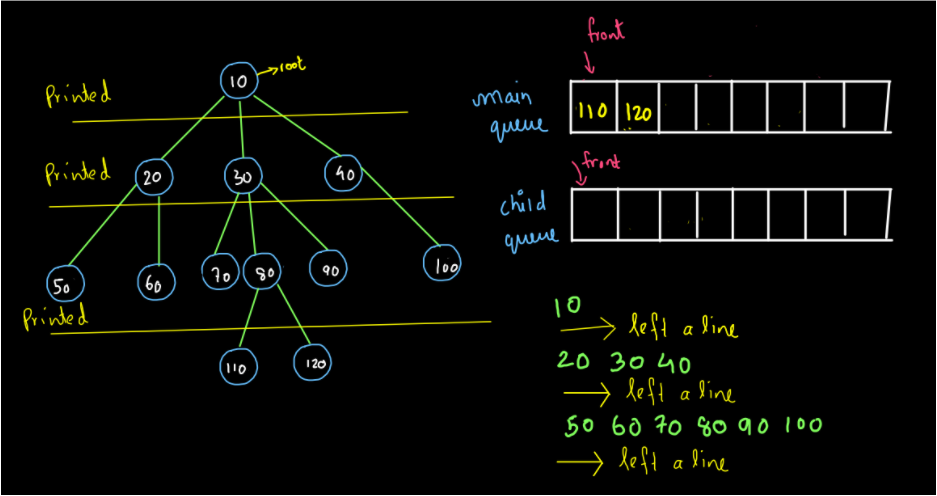 10 →root
Printed
Printed
20 30 40
50 60 70 80 90 100
Printed
110 120
front
main queue
110 120
front
child queue
10
→ left a line
20 30 40
→ left a line
50 60 70 80 90 100
→ left a line